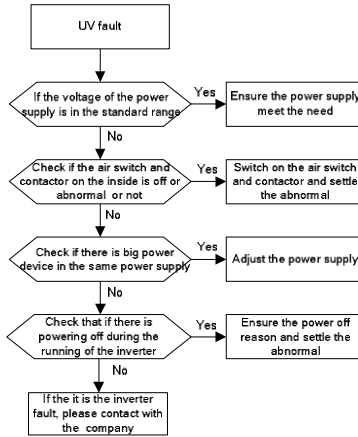 UV fault
If the voltage of the power
supply is in the standard range
Yes
Ensure the power supply
meet the need
No
Check if the air switch and
contactor on the inside is off or
abnormal or not
Yes
Switch on the air switch
and contactor and settle
the abnormal
No
Check if there is big power
device in the same power supply
Yes
Adjust the power supply
No
Check that if there is
powering off during the
running of the inverter
Yes
Ensure the power off
reason and settle the
abnormal
No
If the it is the inverter
fault, please contact with
the company